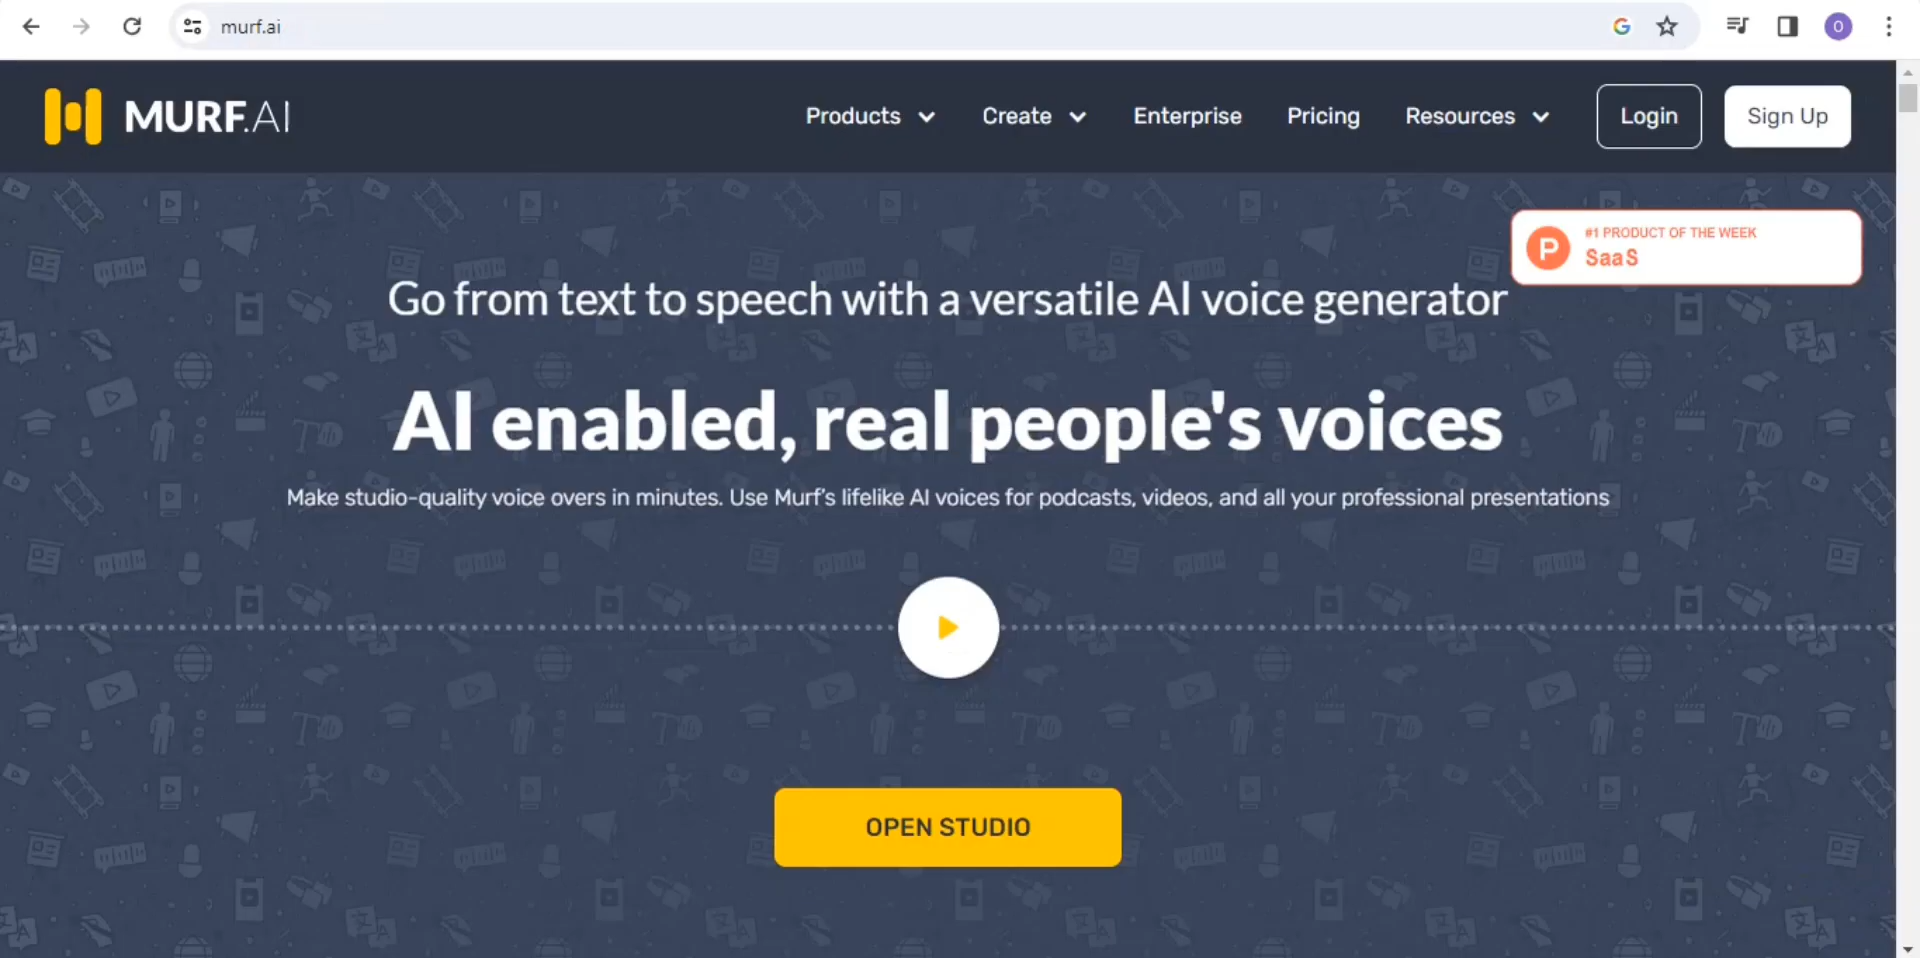 murf.ai
O
MURF.AI
Products
Create
Enterprise
Pricing
Resources
Login
Sign Up
P
#1 PRODUCT OF THE WEEK
SaaS
Go from text to speech with a versatile AI voice generator
AI enabled, real people's voices
Make studio-quality voice overs in minutes. Use Murf's lifelike AI voices for podcasts, videos, and all your professional presentations
OPEN STUDIO